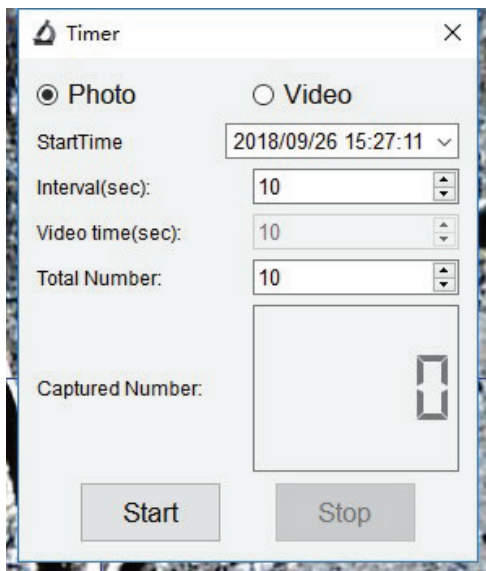 Timer
Photo Video
StartTime 2018/09/26 15:27:11
Interval(sec): 10
Video time(sec): 10
Total Number: 10
Captured Number: 0
Start Stop